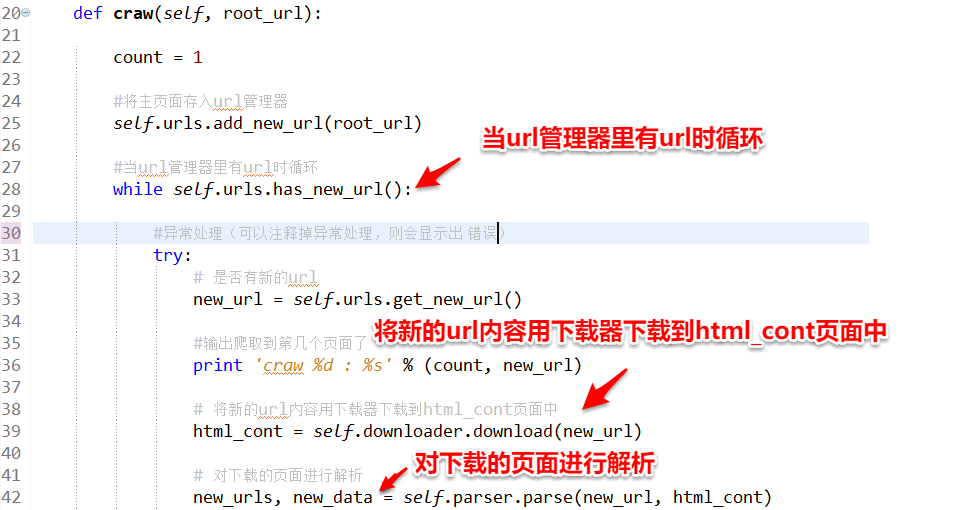 20 def craw(self, root_url):
21
22 count = 1
23
24 #将主页面存入url管理器
25 self.urls.add_new_url(root_url)
26
当url管理器里有url时循环
27 #当url管理器里有url时循环
28 while self.urls.has_new_url():
29
30 #异常处理（可以注释掉异常处理，则会显示出 错误）
31 try:
32 # 是否有新的url
33 new_url = self.urls.get_new_url()
34
将新的url内容用下载器下载到html_cont页面中
35 #输出爬取到第几个页面了
36 print 'craw %d : %s' % (count, new_url)
37
38 # 将新的url内容用下载器下载到html_cont页面中
39 html_cont = self.downloader.download(new_url)
40
对下载的页面进行解析
41 # 对下载的页面进行解析
42 new_urls, new_data = self.parser.parse(new_url, html_cont)